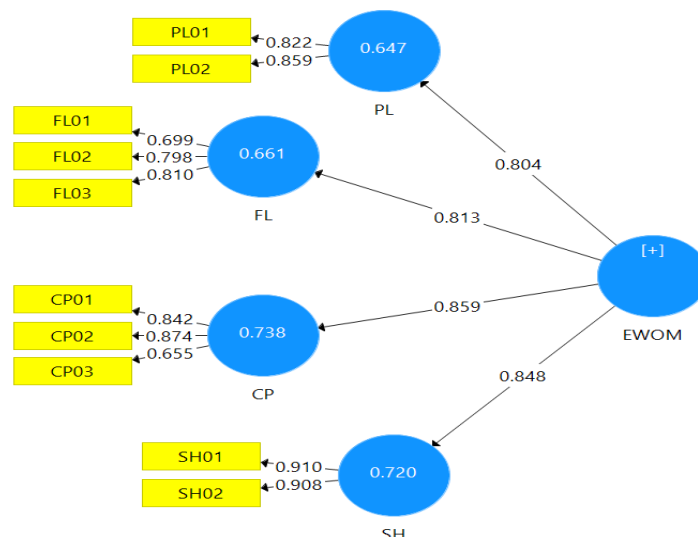 PL01
0.822
0.647
PL02
0.859
PL
FL01
0.699
FL02
0.798
0.661
0.804
FL03
0.810
FL
0.813
[+]
CP01
0.842
CP02
0.874
0.738
0.859
EWOM
CP03
0.655
CP
0.848
SH01
0.910
0.720
SH02
0.908
SH